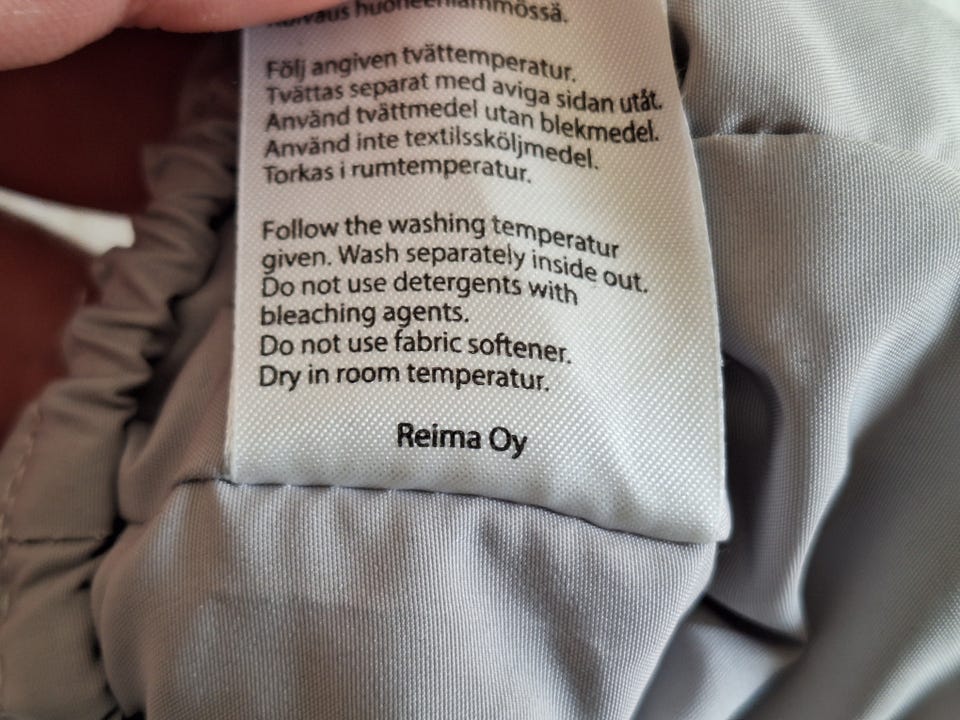 huoneenlämmössä.
Följ angiven tvättemperatur.
Tvättas separat med aviga sidan utåt.
Använd tvättmedel utan blekmedel.
Använd inte textilssköljmedel.
Torkas i rumtemperatur.
Follow the washing temperatur
given. Wash separately inside out.
Do not use detergents with
bleaching agents.
Do not use fabric softener.
Dry in room temperatur.
Reima Oy